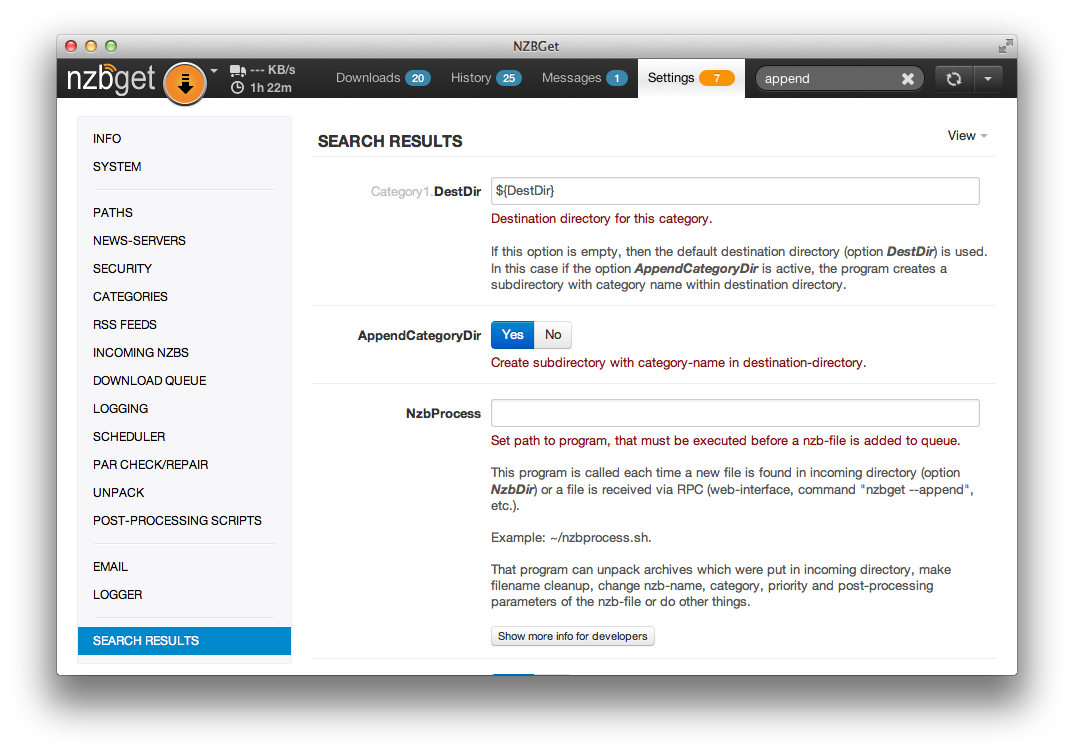 NZBGet
nzbget
--- KB/s
1h 22m
Downloads 20
History 25
Messages 1
Settings 7
append
INFO
SYSTEM
PATHS
NEWS-SERVERS
SECURITY
CATEGORIES
RSS FEEDS
INCOMING NZBS
DOWNLOAD QUEUE
LOGGING
SCHEDULER
PAR CHECK/REPAIR
UNPACK
POST-PROCESSING SCRIPTS
EMAIL
LOGGER
SEARCH RESULTS
SEARCH RESULTS
View
Category1.DestDir
${DestDir}
Destination directory for this category.
If this option is empty, then the default destination directory (option DestDir) is used.
In this case if the option AppendCategoryDir is active, the program creates a
subdirectory with category name within destination directory.
AppendCategoryDir
Yes No
Create subdirectory with category-name in destination-directory.
NzbProcess
Set path to program, that must be executed before a nzb-file is added to queue.
This program is called each time a new file is found in incoming directory (option
NzbDir) or a file is received via RPC (web-interface, command "nzbget --append",
etc.).
Example: ~/nzbprocess.sh.
That program can unpack archives which were put in incoming directory, make
filename cleanup, change nzb-name, category, priority and post-processing
parameters of the nzb-file or do other things.
Show more info for developers